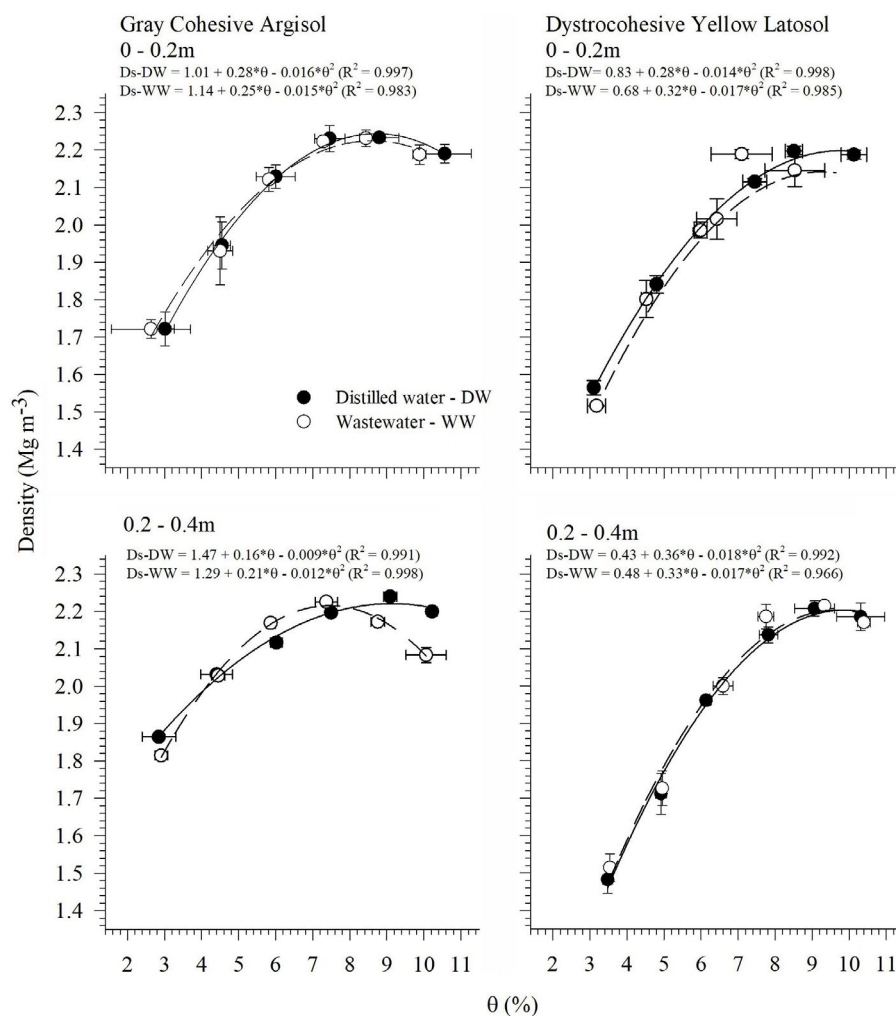 Gray Cohesive Argisol
0 - 0.2m
Ds-DW = 1.01 + 0.28*θ - 0.016*θ² (R² = 0.997)
Ds-WW = 1.14 + 0.25*θ - 0.015*θ² (R² = 0.983)
2.3
2.2
2.1
2.0
1.9
1.8
1.7
1.6
1.5
1.4
Distilled water - DW
Wastewater - WW
Dystrocohesive Yellow Latosol
0 - 0.2m
Ds-DW= 0.83 + 0.28*θ - 0.014*θ² (R² = 0.998)
Ds-WW = 0.68 + 0.32*θ - 0.017*θ² (R² = 0.985)
Density (Mg m⁻³)
0.2 - 0.4m
Ds-DW = 1.47 + 0.16*θ - 0.009*θ² (R² = 0.991)
Ds-WW = 1.29 + 0.21*θ - 0.012*θ² (R² = 0.998)
2.3
2.2
2.1
2.0
1.9
1.8
1.7
1.6
1.5
1.4
2 3 4 5 6 7 8 9 10 11
0.2 - 0.4m
Ds-DW = 0.43 + 0.36*θ - 0.018*θ² (R² = 0.992)
Ds-WW = 0.48 + 0.33*θ - 0.017*θ² (R² = 0.966)
2 3 4 5 6 7 8 9 10 11
θ (%)